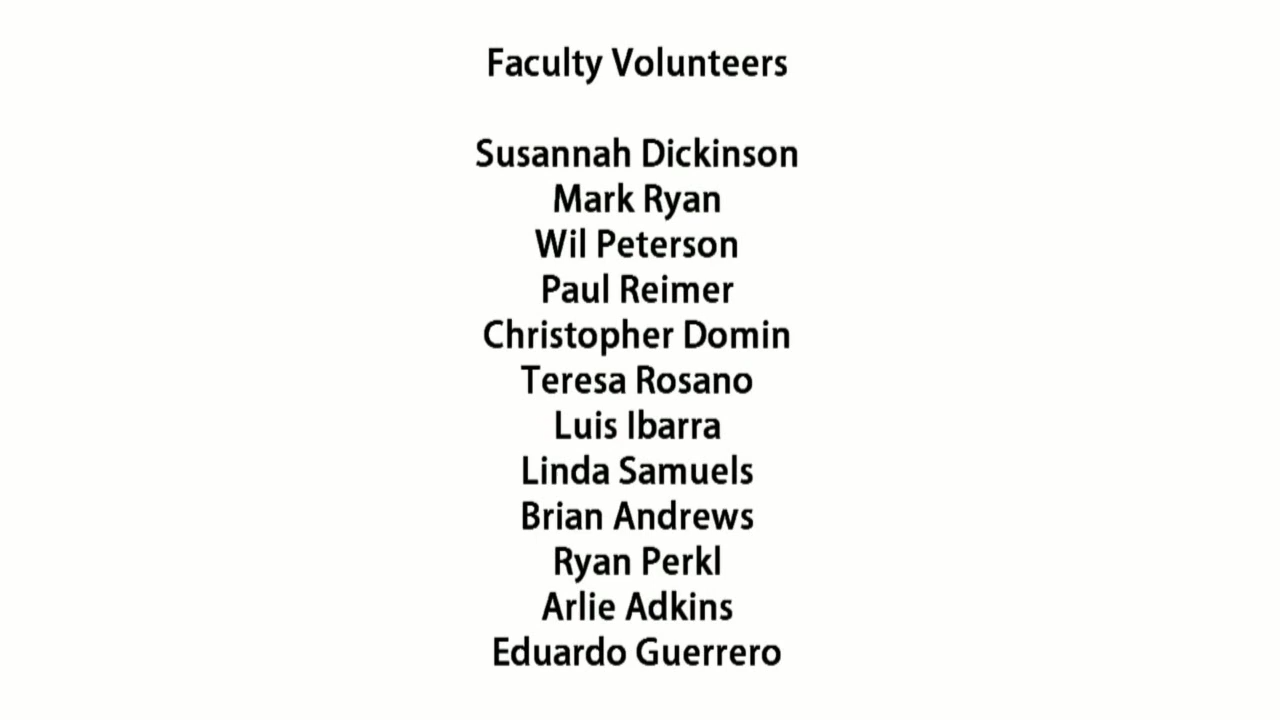 Faculty Volunteers
Susannah Dickinson
Mark Ryan
Wil Peterson
Paul Reimer
Christopher Domin
Teresa Rosano
Luis Ibarra
Linda Samuels
Brian Andrews
Ryan Perkl
Arlie Adkins
Eduardo Guerrero